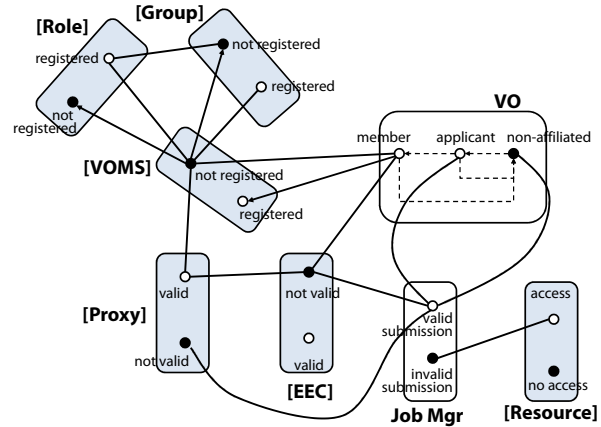 [Group]
[Role]
registered
not registered
registered
not
registered
VO
member
applicant
non-affiliated
[VOMS]
not registered
registered
valid
not valid
access
[Proxy]
valid
submission
not valid
valid
invalid
submission
no access
[EEC]
Job Mgr
[Resource]